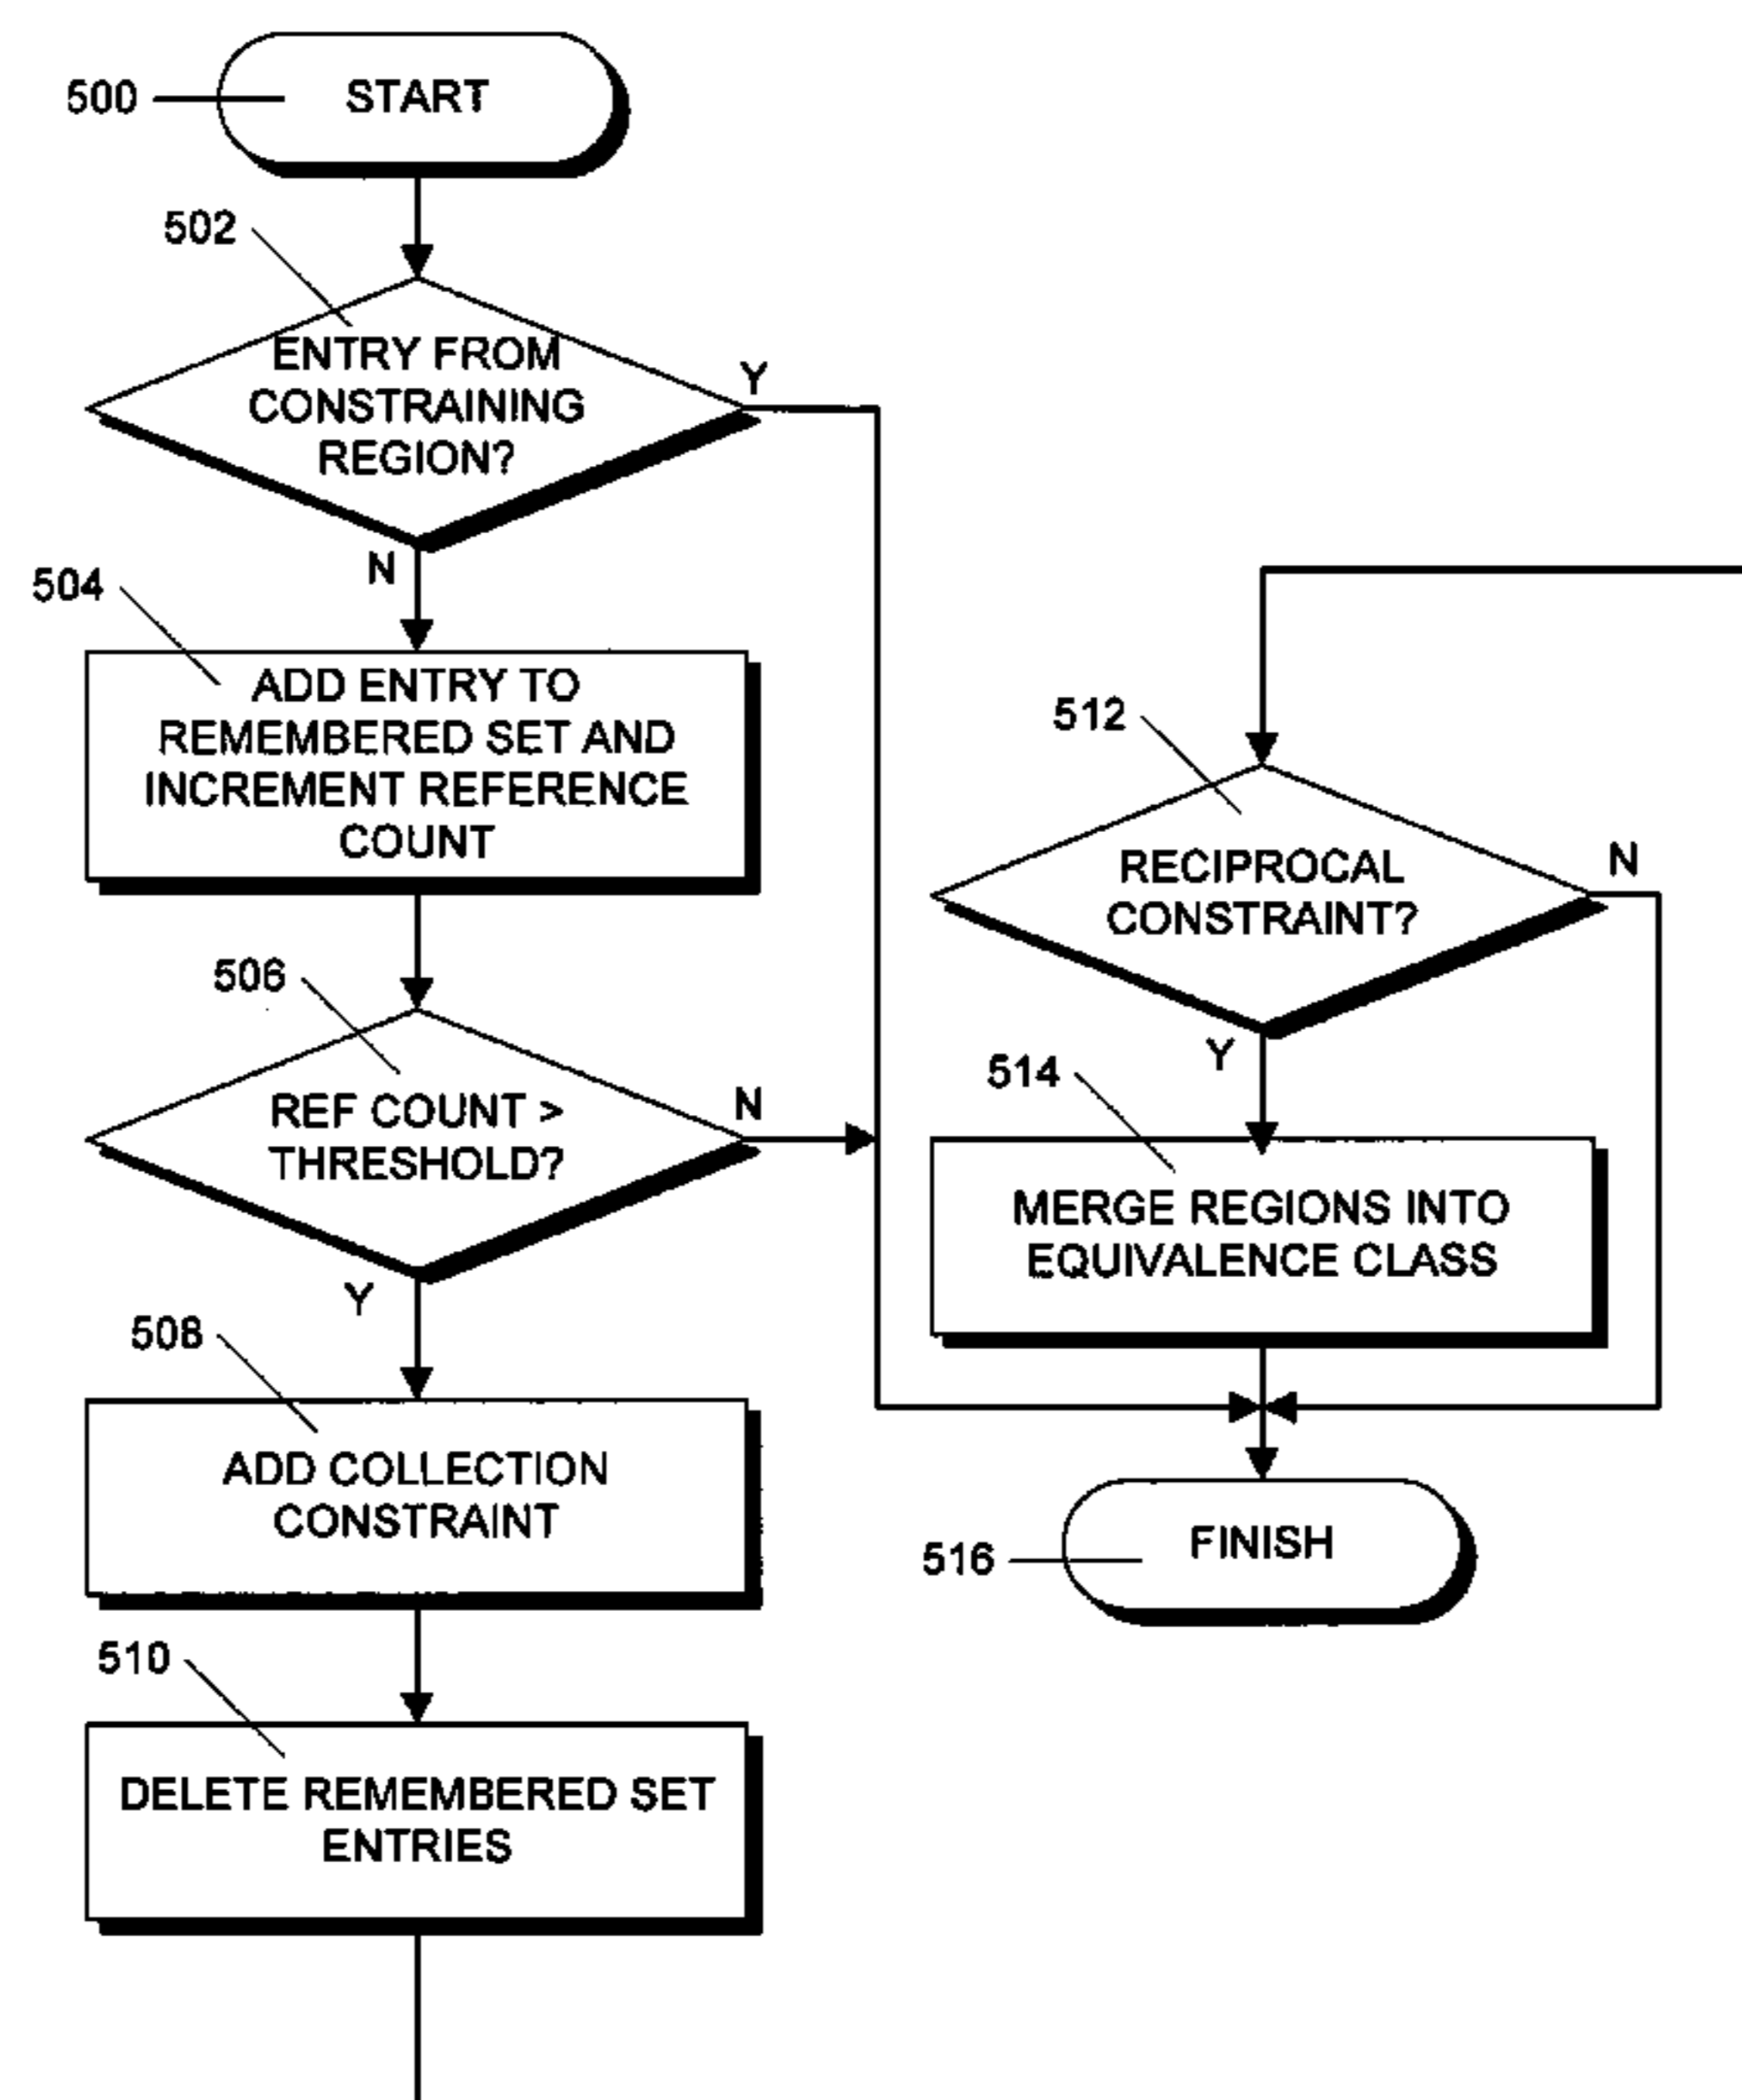 500
START
502
ENTRY FROM
CONSTRAINING
REGION?
Y
N
504
ADD ENTRY TO
REMEMBERED SET AND
INCREMENT REFERENCE
COUNT
506
REF COUNT >
THRESHOLD?
N
Y
508
ADD COLLECTION
CONSTRAINT
510
DELETE REMEMBERED SET
ENTRIES
512
RECIPROCAL
CONSTRAINT?
N
Y
514
MERGE REGIONS INTO
EQUIVALENCE CLASS
516
FINISH